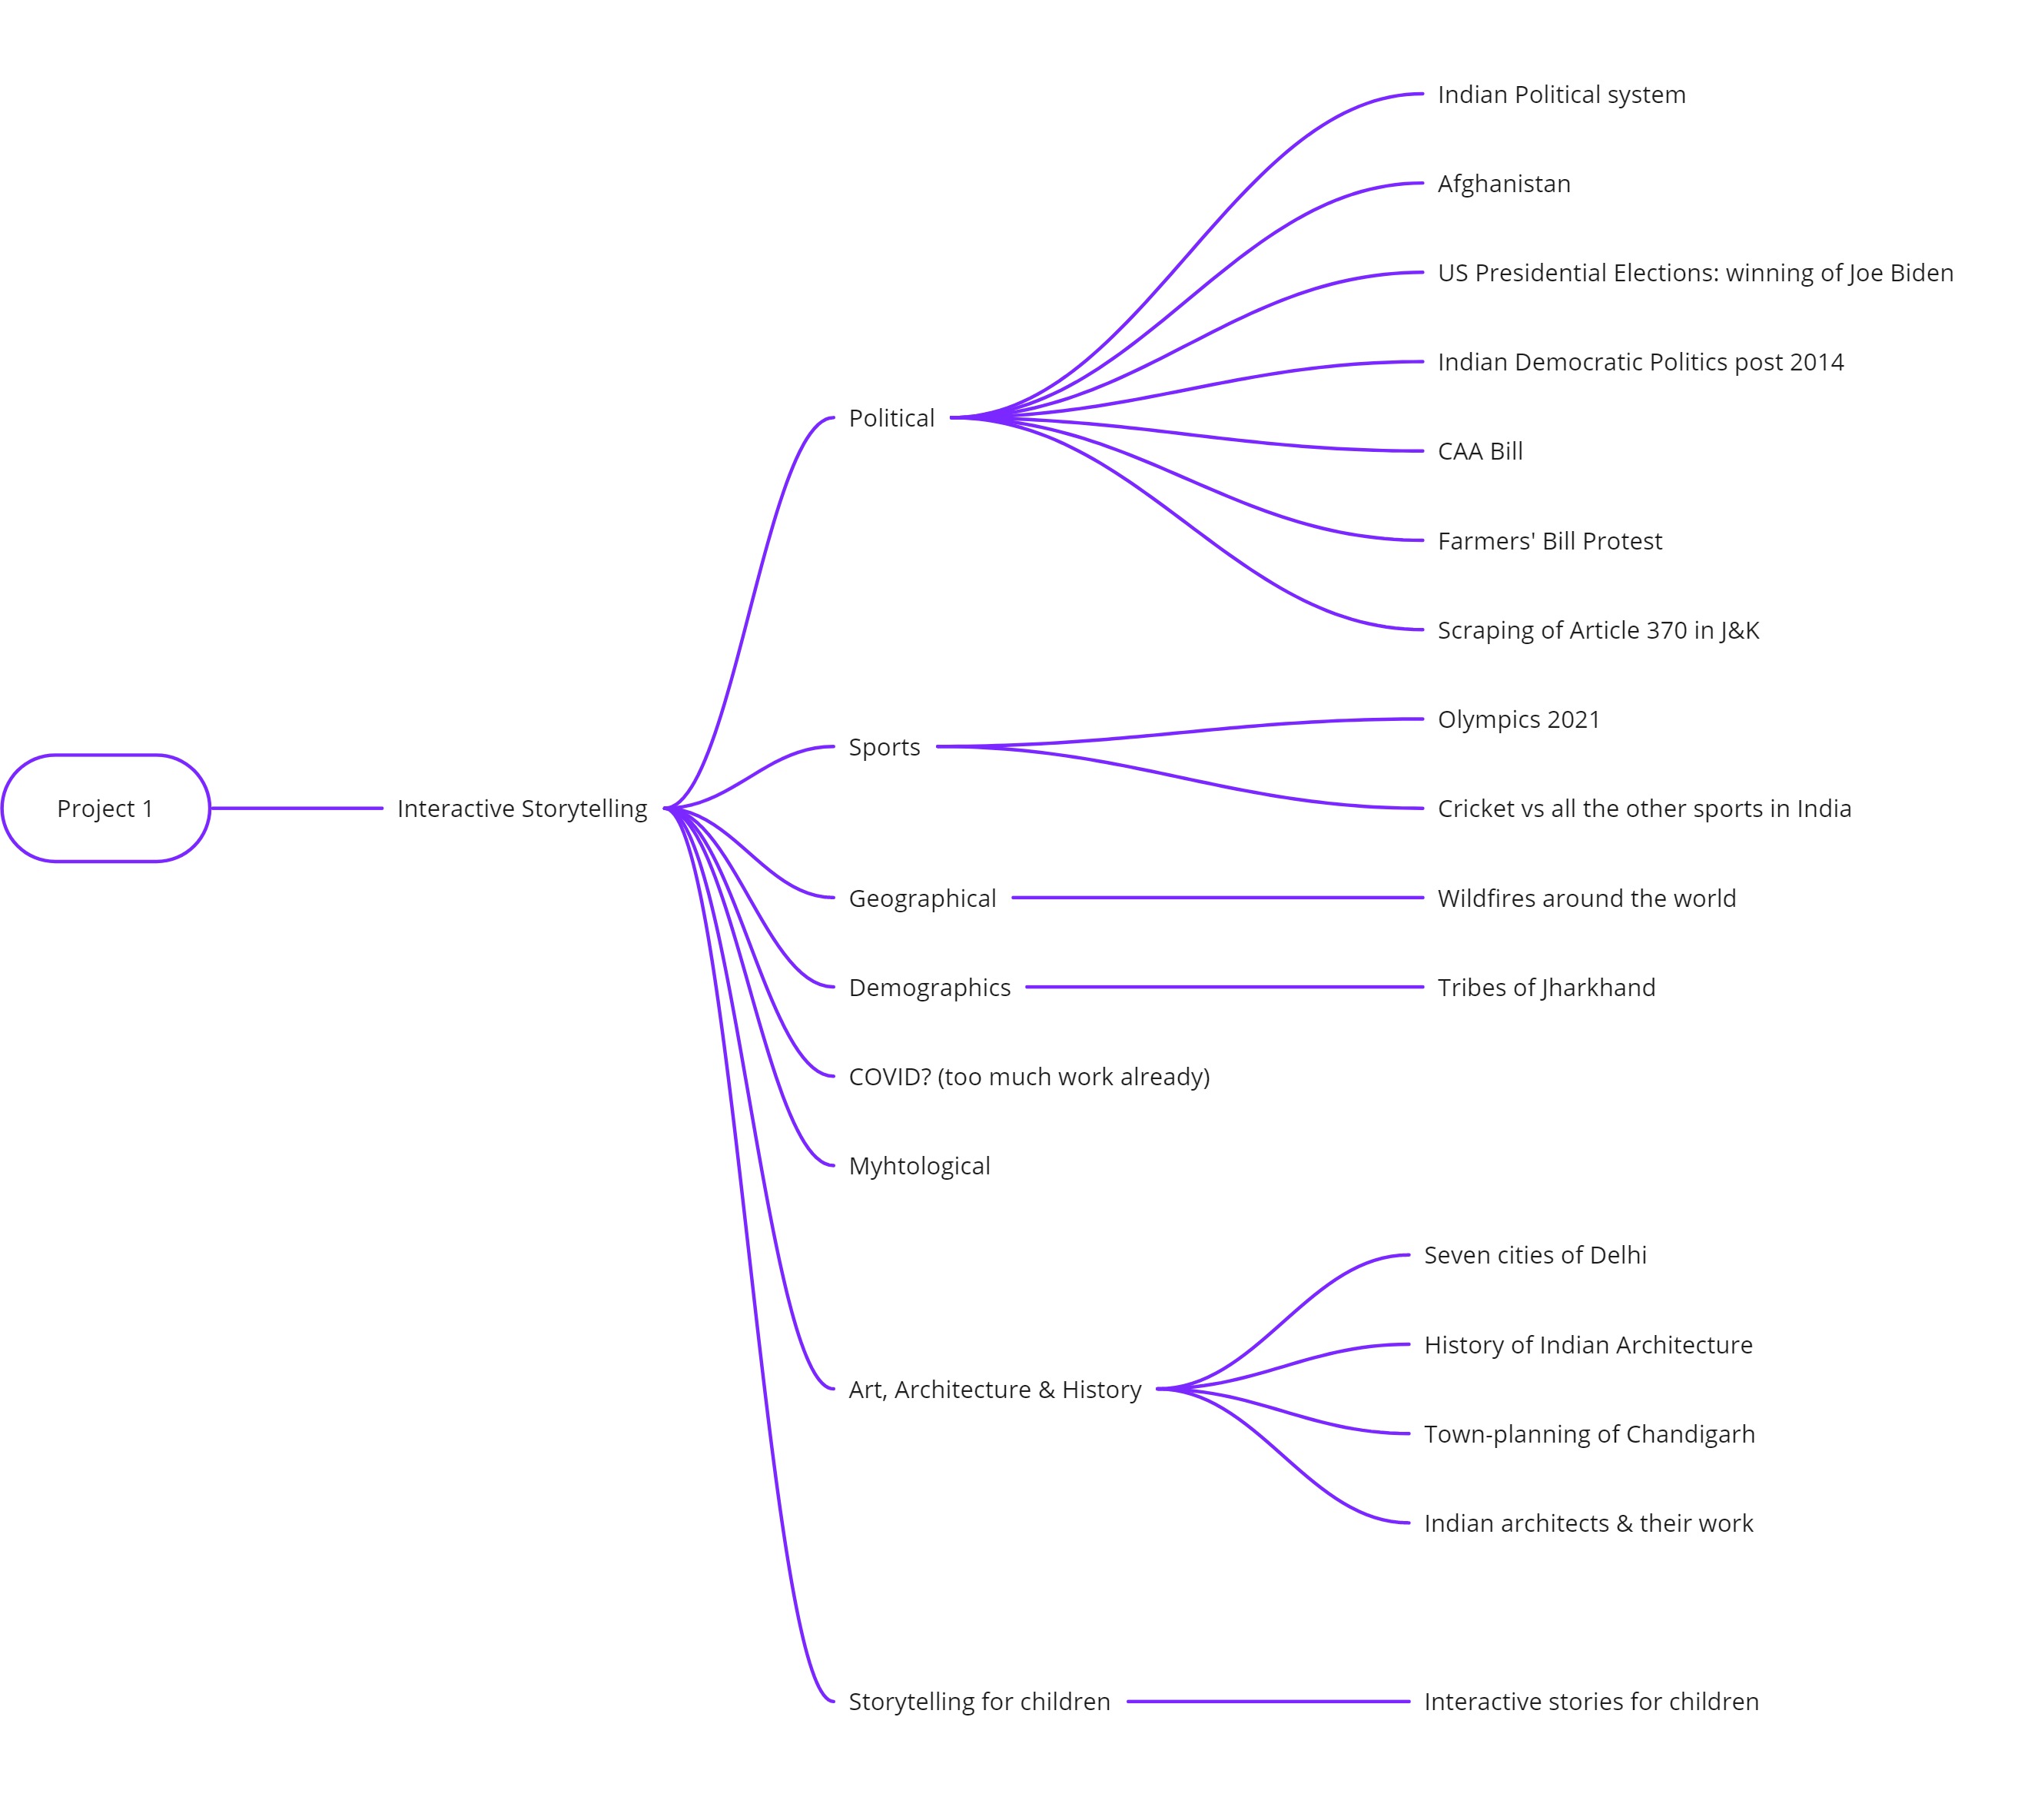 Project 1
Interactive Storytelling
Political
Indian Political system
Afghanistan
US Presidential Elections: winning of Joe Biden
Indian Democratic Politics post 2014
CAA Bill
Farmers' Bill Protest
Scraping of Article 370 in J&K
Sports
Olympics 2021
Cricket vs all the other sports in India
Geographical
Wildfires around the world
Demographics
Tribes of Jharkhand
COVID? (too much work already)
Myhtological
Art, Architecture & History
Seven cities of Delhi
History of Indian Architecture
Town-planning of Chandigarh
Indian architects & their work
Storytelling for children
Interactive stories for children